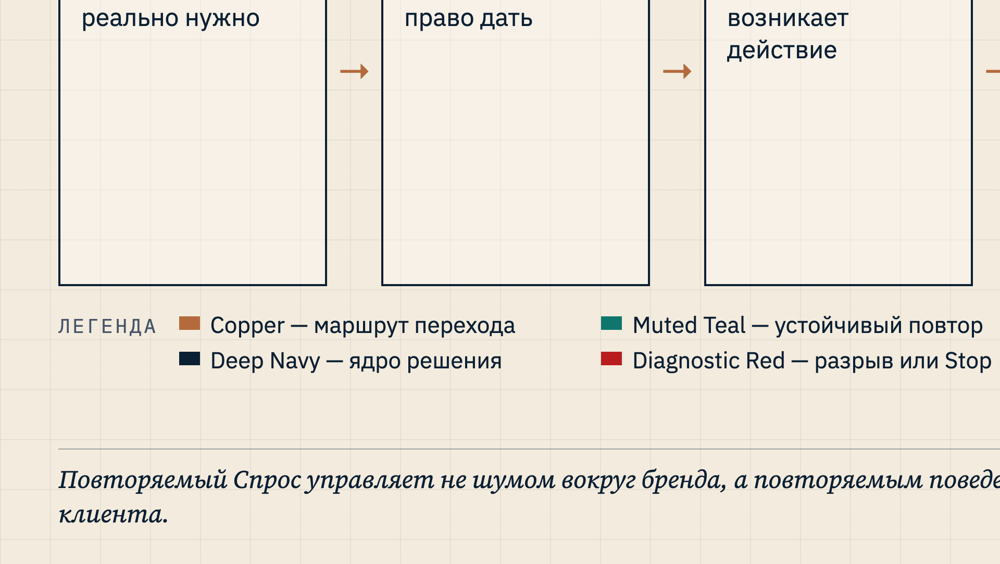 реально нужно
право дать
возникает
действие
ЛЕГЕНДА
Copper — маршрут перехода
Muted Teal — устойчивый повтор
Deep Navy — ядро решения
Diagnostic Red — разрыв или Stop
Повторяемый Спрос управляет не шумом вокруг бренда, а повторяемым
клиента.